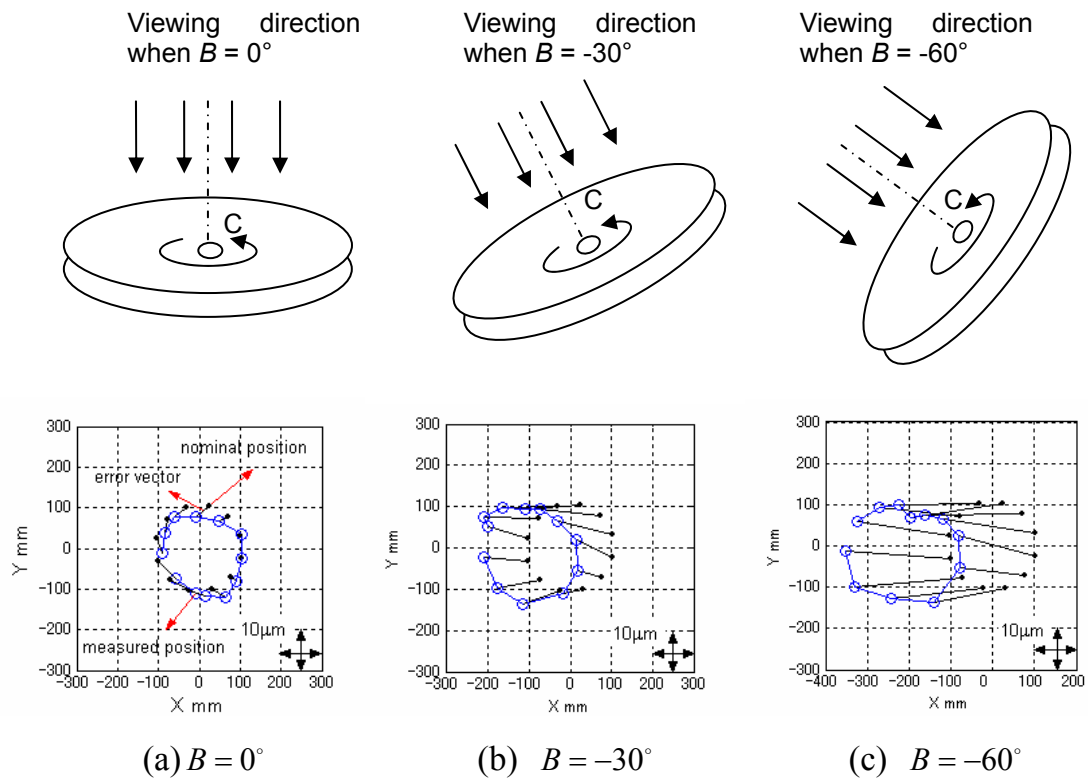 Viewing direction
when B = 0°
Viewing direction
when B = -30°
Viewing direction
when B = -60°
C
C
C
300
200
100
0
−100
−200
−300
Y mm
nominal position
error vector
measured position
10µm
−300 −200 −100 0 100 200 300
X mm
300
200
100
0
−100
−200
−300
Y mm
10µm
−300 −200 −100 0 100 200 300
X mm
300
200
100
0
−100
−200
−300
Y mm
10µm
−400 −300 −200 −100 0 100 200
X mm
(a) B = 0°
(b) B = −30°
(c) B = −60°